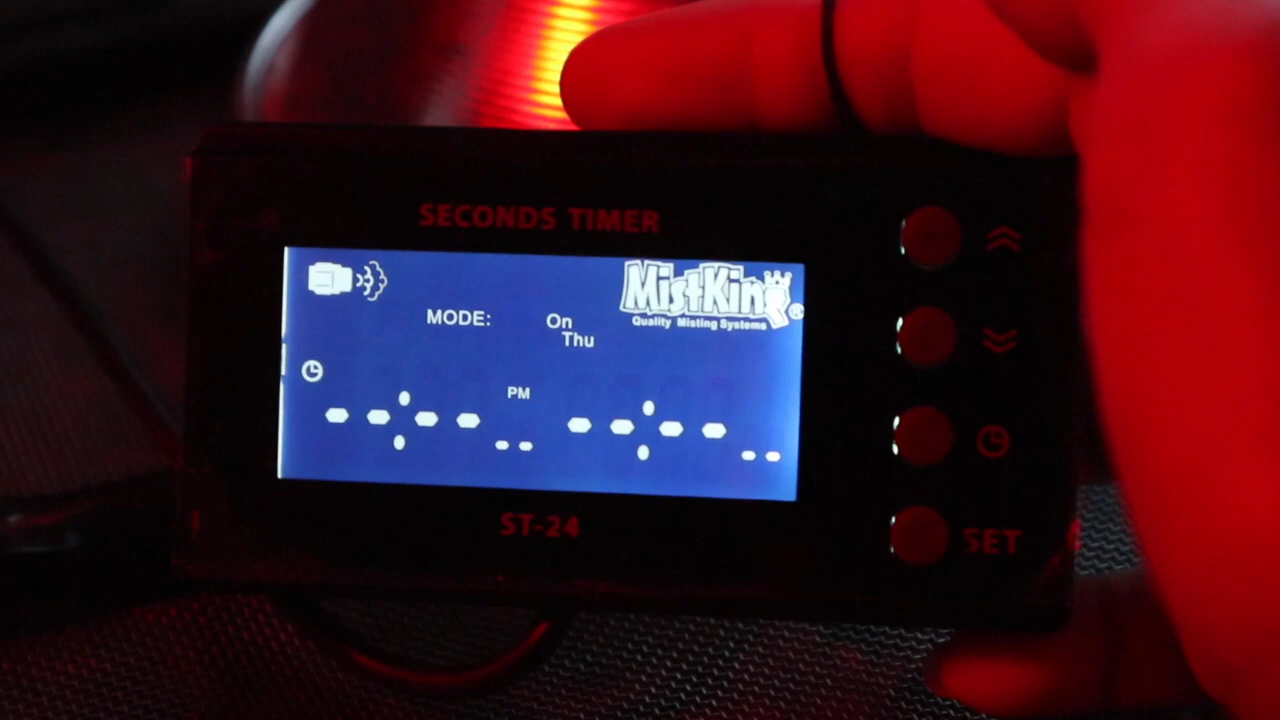 SECONDS TIMER
MistKing®
Quality Misting Systems
MODE: On
Thu
PM
--:-- -- --:-- --
ST-24
SET